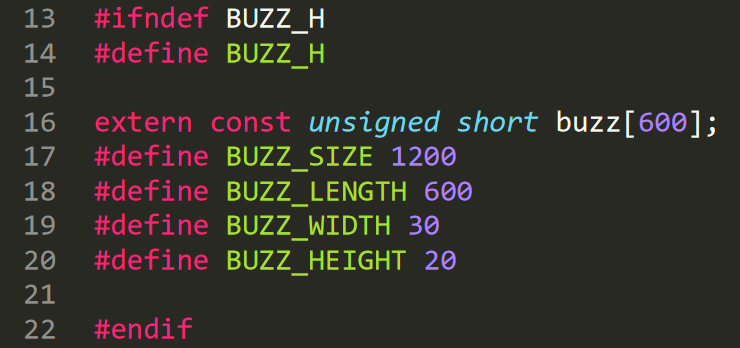 13 #ifndef BUZZ_H
14 #define BUZZ_H
15
16 extern const unsigned short buzz[600];
17 #define BUZZ_SIZE 1200
18 #define BUZZ_LENGTH 600
19 #define BUZZ_WIDTH 30
20 #define BUZZ_HEIGHT 20
21
22 #endif